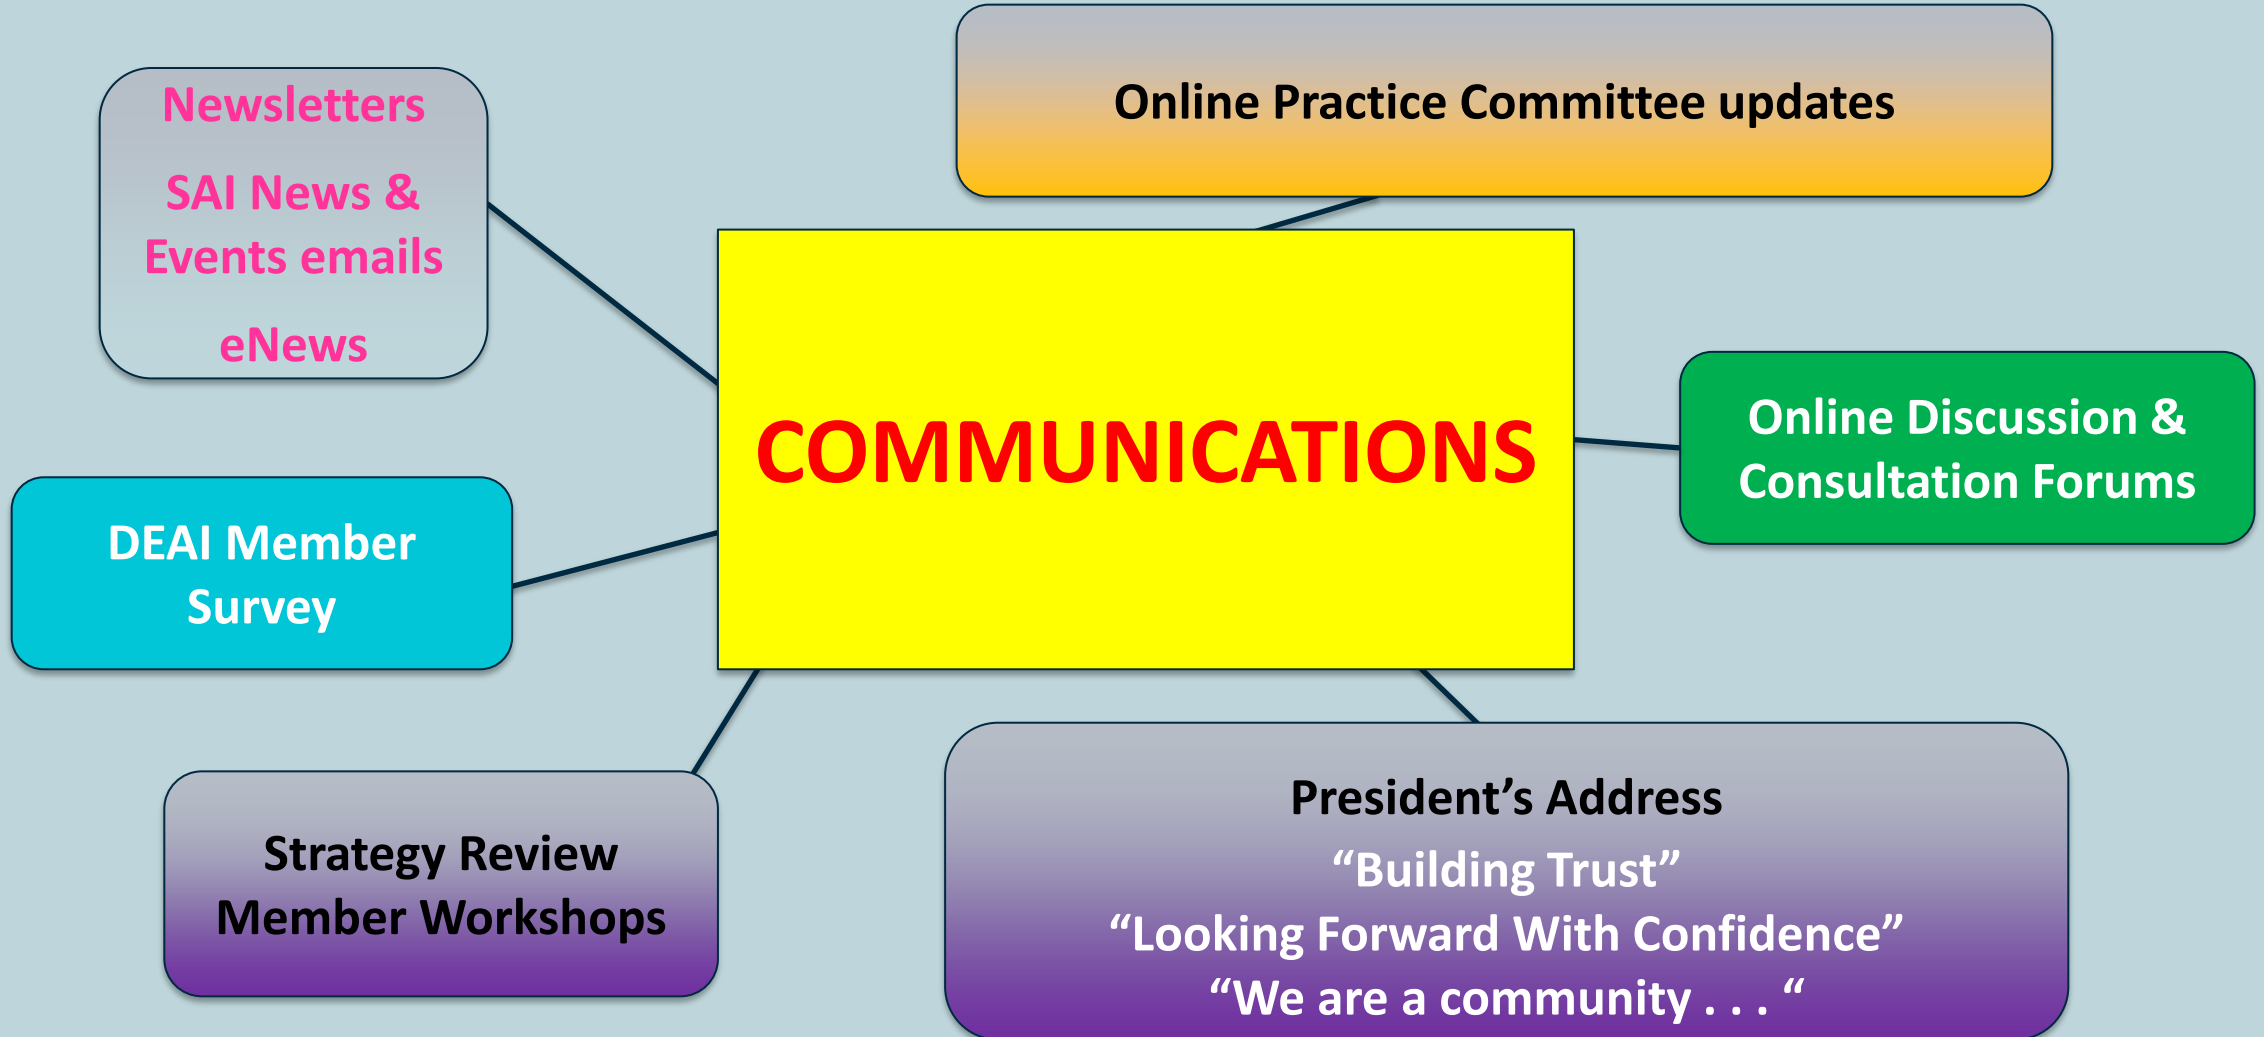 Newsletters
SAI News &
Events emails
eNews
Online Practice Committee updates
COMMUNICATIONS
Online Discussion &
Consultation Forums
DEAI Member
Survey
Strategy Review
Member Workshops
President’s Address
“Building Trust”
“Looking Forward With Confidence”
“We are a community . . . “